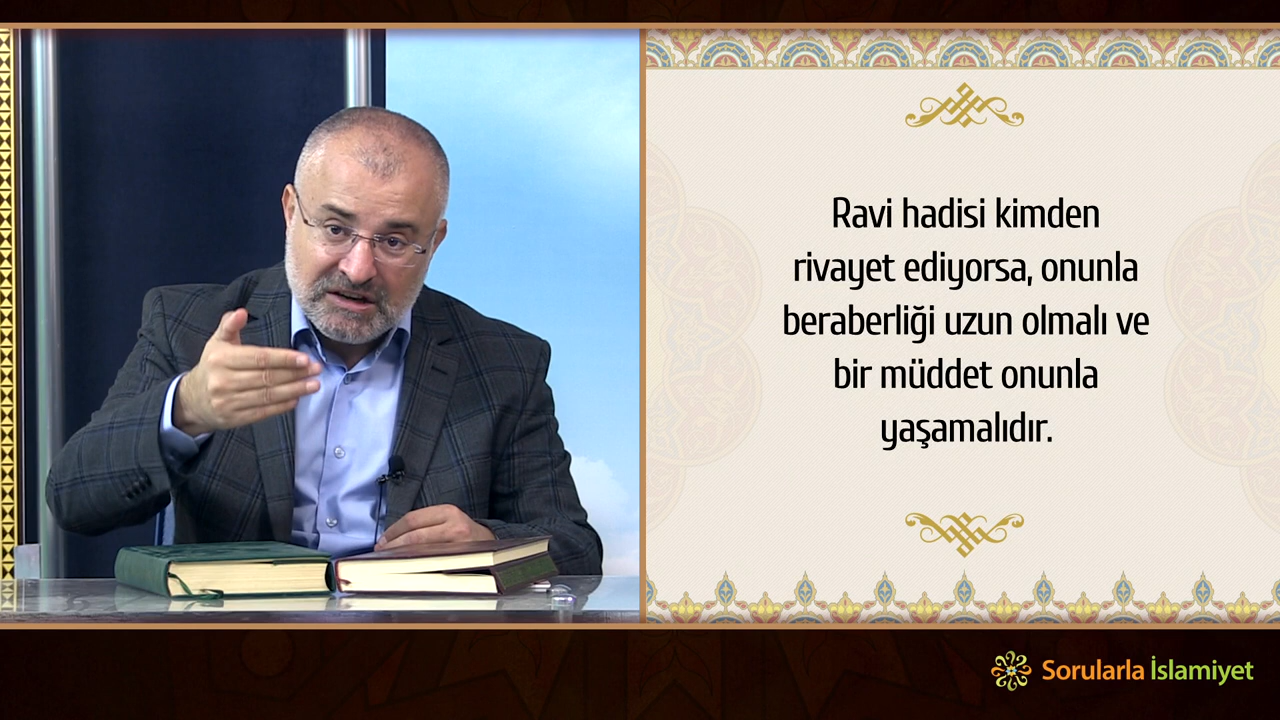 Ravi hadisi kimden
rivayet ediyorsa, onunla
beraberliği uzun olmalı ve
bir müddet onunla
yaşamalıdır.
Sorularla İslamiyet